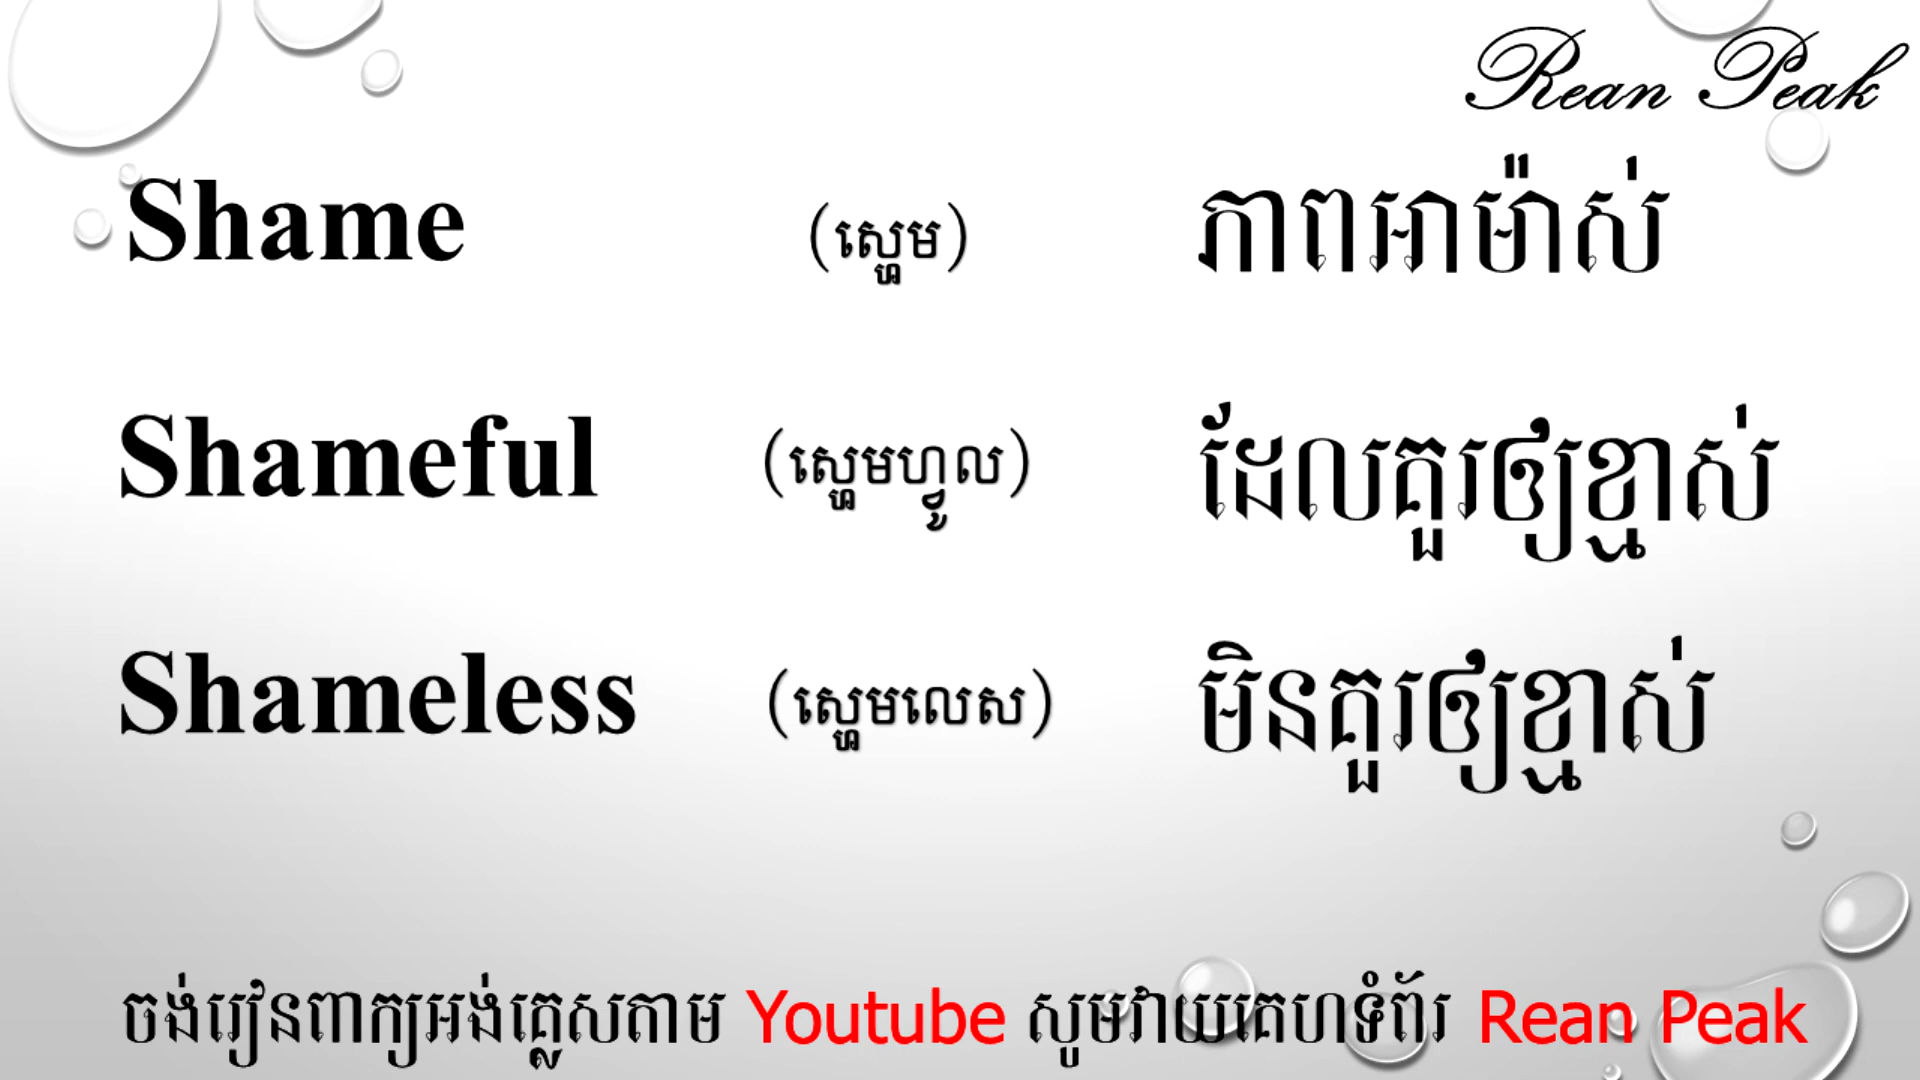 Rean Peak
Shame (ស្ហេម) ភាពអាម៉ាស់
Shameful (ស្ហេមហ្វូល) ដែលគួរឲ្យខ្មាស់
Shameless (ស្ហេមលេស) មិនគួរឲ្យខ្មាស់
ចង់រៀនពាក្យអង់គ្លេសតាម Youtube សូមវាយគេហទំព័រ Rean Peak